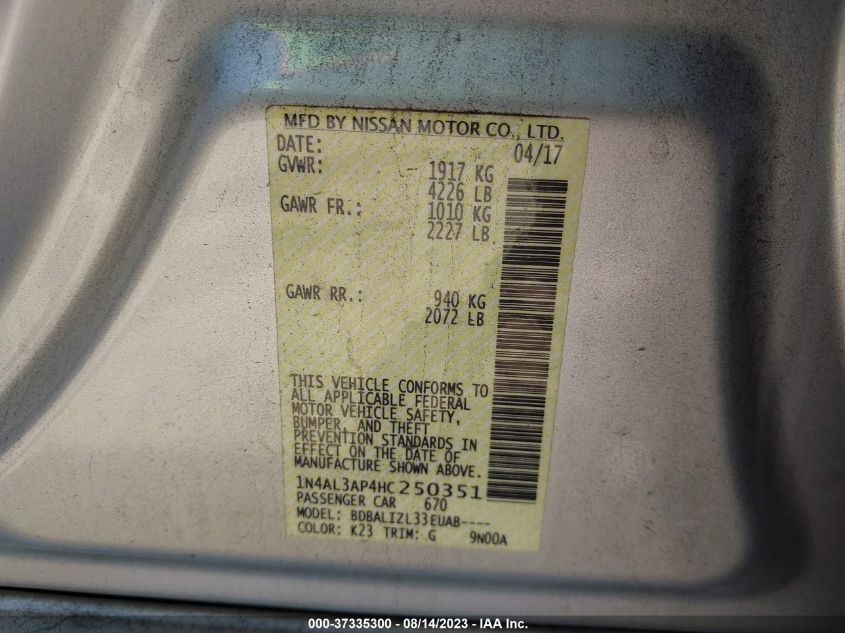 MFD BY NISSAN MOTOR CO., LTD.
DATE: 04/17
GVWR: 1917 KG
4226 LB
GAWR FR.: 1010 KG
2227 LB
GAWR RR.: 940 KG
2072 LB
THIS VEHICLE CONFORMS TO
ALL APPLICABLE FEDERAL
MOTOR VEHICLE SAFETY,
BUMPER, AND THEFT
PREVENTION STANDARDS IN
EFFECT ON THE DATE OF
MANUFACTURE SHOWN ABOVE.
1N4AL3AP4HC250351
PASSENGER CAR 670
MODEL: BDBALIZL33EUAB----
COLOR: K23 TRIM: G 9N00A
000-37335300 - 08/14/2023 - IAA Inc.